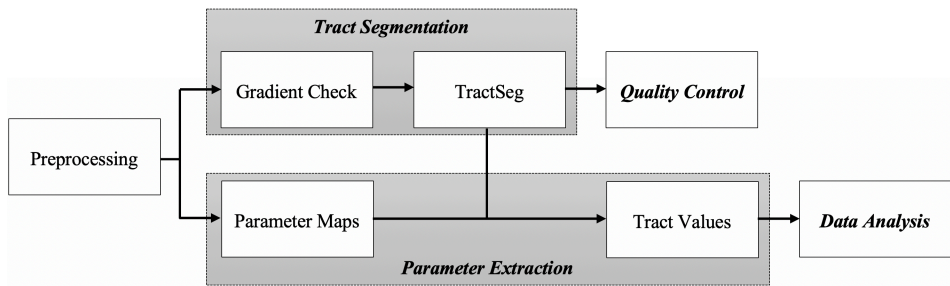 Tract Segmentation
Gradient Check
TractSeg
Quality Control
Preprocessing
Parameter Maps
Tract Values
Data Analysis
Parameter Extraction